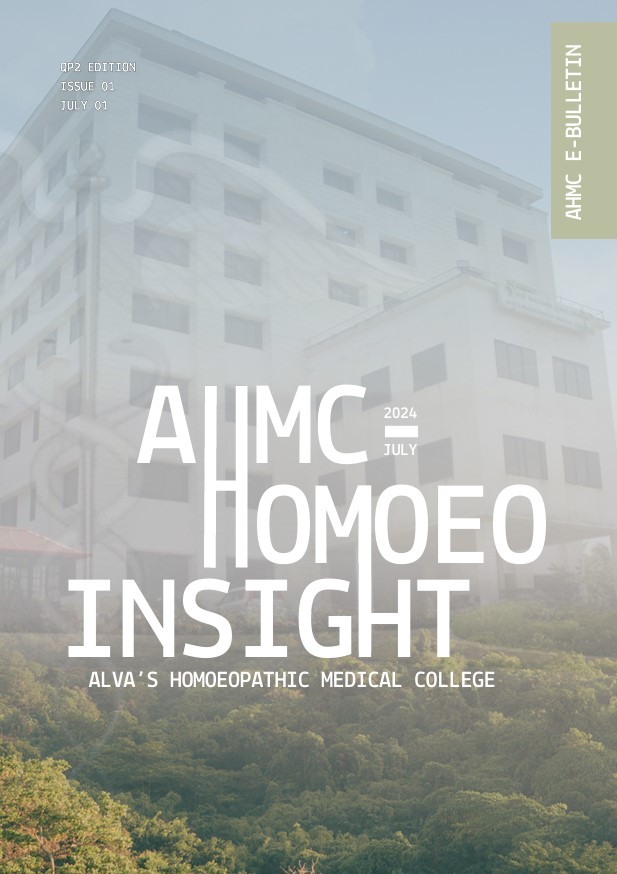 QP2 EDITION
ISSUE 01
JULY 01
AHMC E-BULLETIN
AHMC
2024
JULY
HOMOEO
INSIGHT
ALVA'S HOMOEOPATHIC MEDICAL COLLEGE